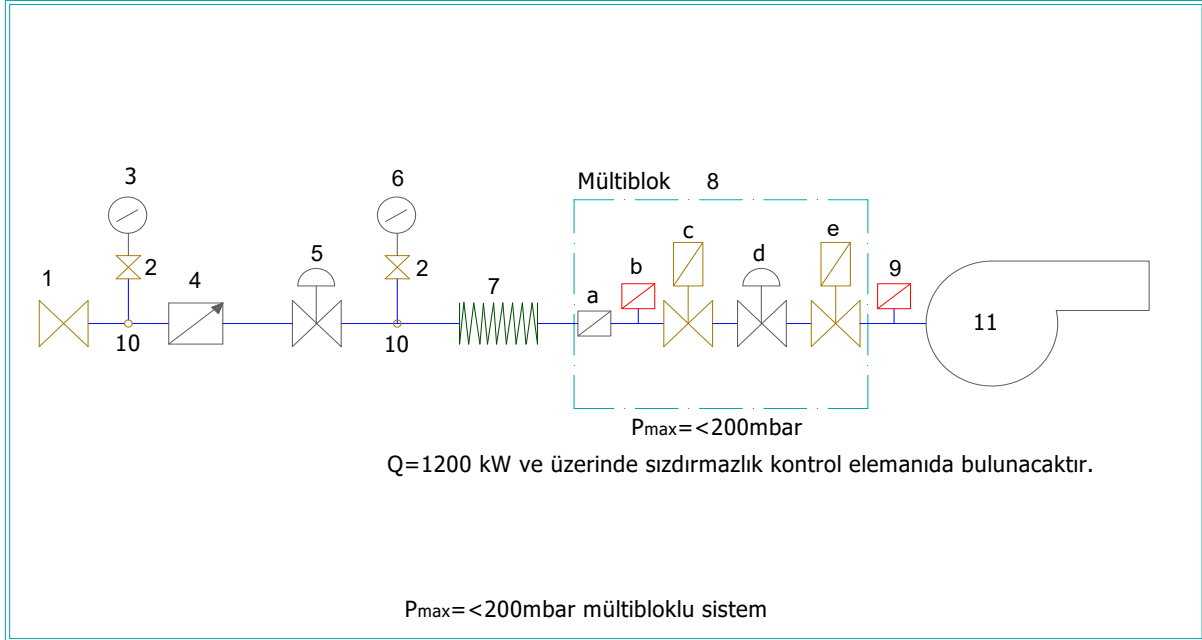 3
6
Mültiblok 8
c
e
1
2
4
5
2
7
a
b
d
9
10
10
11
Pmax=<200mbar
Q=1200 kW ve üzerinde sızdırmazlık kontrol elemanıda bulunacaktır.
Pmax=<200mbar mültibloklu sistem